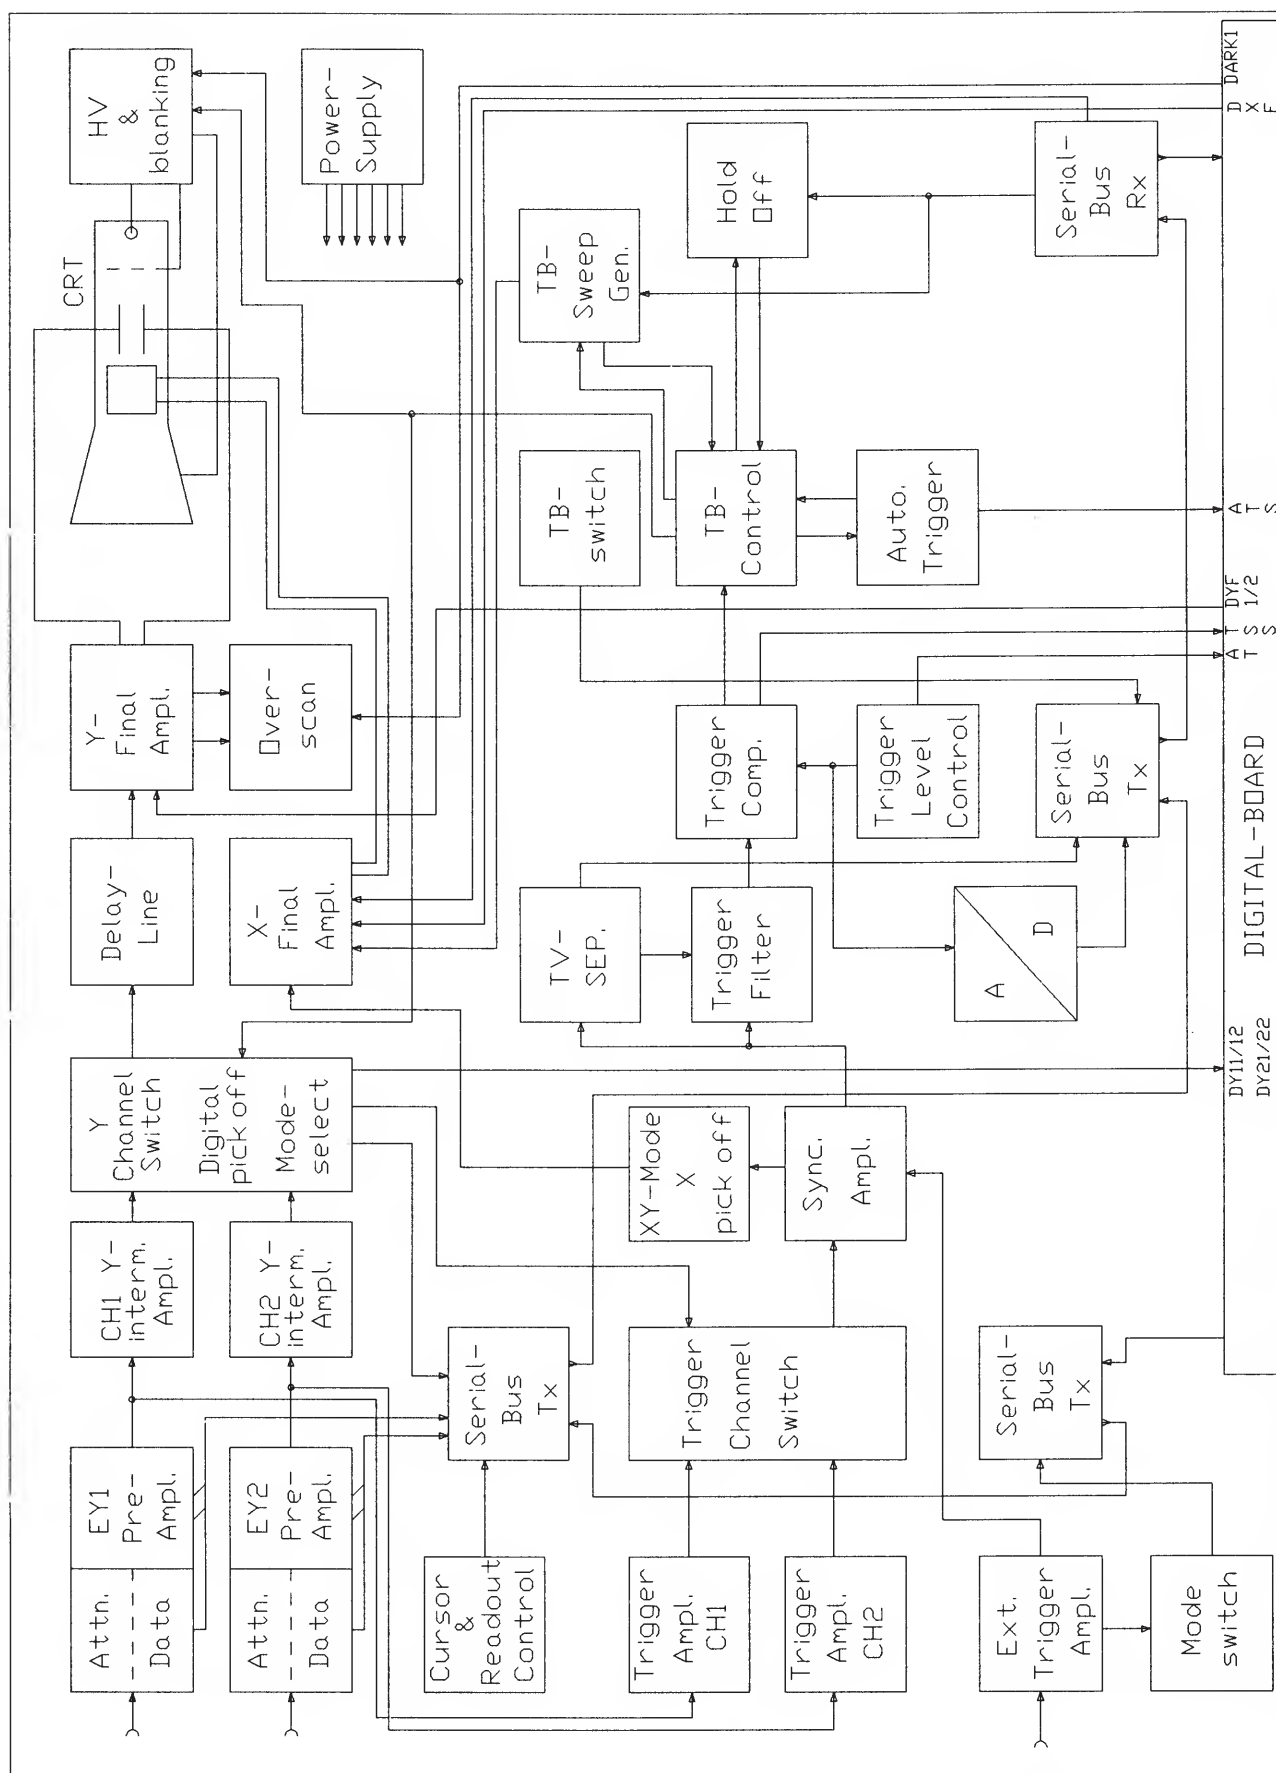 Attn.
Data
EY1
Pre-
Ampl.
CH1 Y-
interm.
Ampl.
Y
Channel
Switch
Digital
pick off
Mode-
select
Delay-
Line
Y-
Final
Ampl.
CRT
HV
&
blanking
Attn.
Data
EY2
Pre-
Ampl.
CH2 Y-
interm.
Ampl.
X-
Final
Ampl.
Over-
scan
Power-
Supply
Cursor
&
Readout
Control
Serial-
Bus
Tx
TV-
SEP.
TB-
switch
TB-
Sweep
Gen.
Trigger
Ampl.
CH1
Trigger
Channel
Switch
XY-Mode
X
pick off
Trigger
Filter
Trigger
Comp.
TB-
Control
Hold
Off
Trigger
Ampl.
CH2
Sync.
Ampl.
Trigger
Level
Control
Auto.
Trigger
Ext.
Trigger
Ampl.
Serial-
Bus
Tx
A
D
Serial-
Bus
Tx
Serial-
Bus
Rx
Mode
switch
DY11/12
DY21/22
DIGITAL-BOARD
ATS
TSS
DYF
1/2
ATS
DXF
DARK1